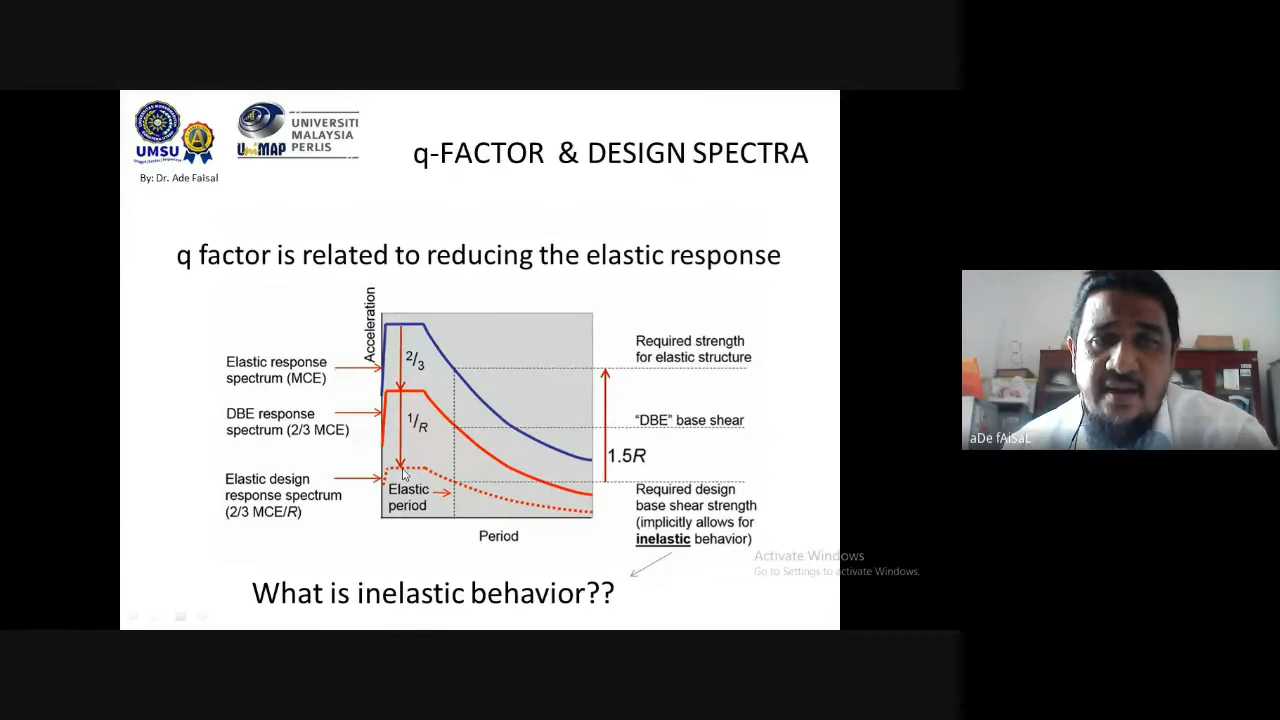 UMSU
UniMAP
UNIVERSITI
MALAYSIA
PERLIS
By: Dr. Ade Faisal
q-FACTOR & DESIGN SPECTRA
q factor is related to reducing the elastic response
Acceleration
Elastic response
spectrum (MCE)
DBE response
spectrum (2/3 MCE)
Elastic design
response spectrum
(2/3 MCE/R)
2/3
1/R
Elastic
period
Period
Required strength
for elastic structure
"DBE" base shear
1.5R
Required design
base shear strength
(implicitly allows for
inelastic behavior)
What is inelastic behavior??
Activate Windows
Go to Settings to activate Windows.
aDe fAiSaL